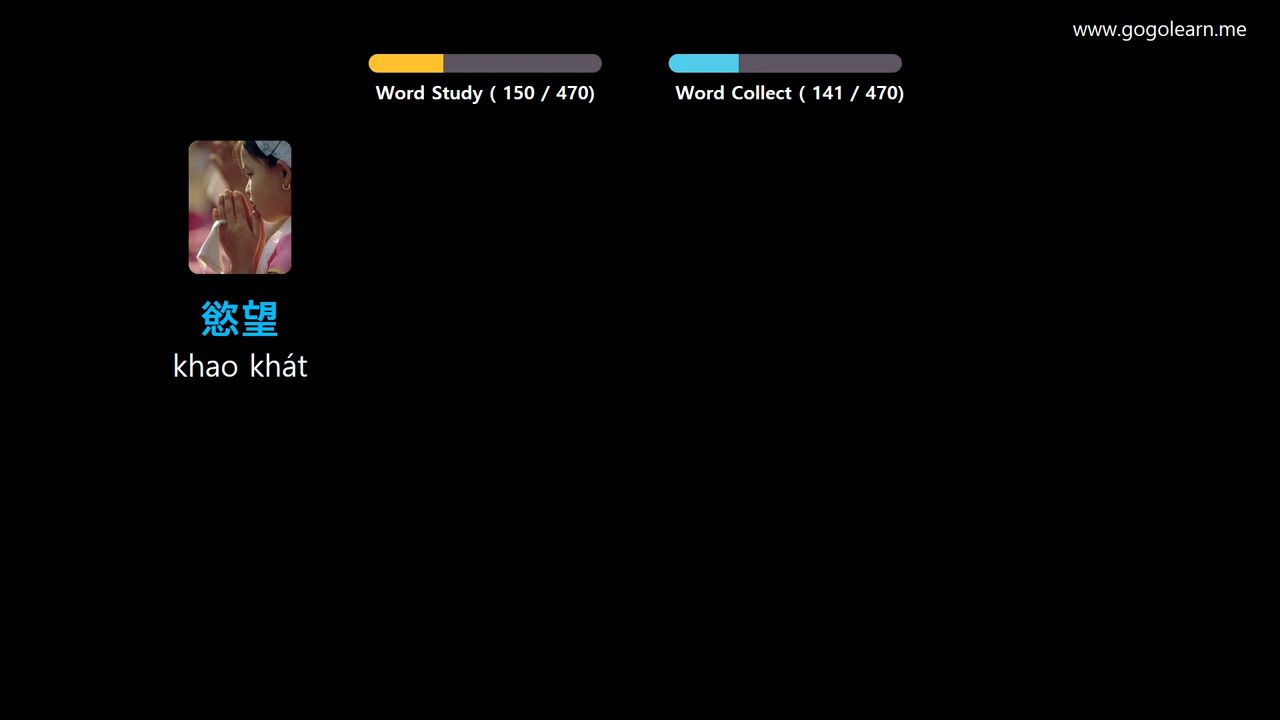 www.gogolearn.me
Word Study ( 150 / 470)
Word Collect ( 141 / 470)
慾望
khao khát